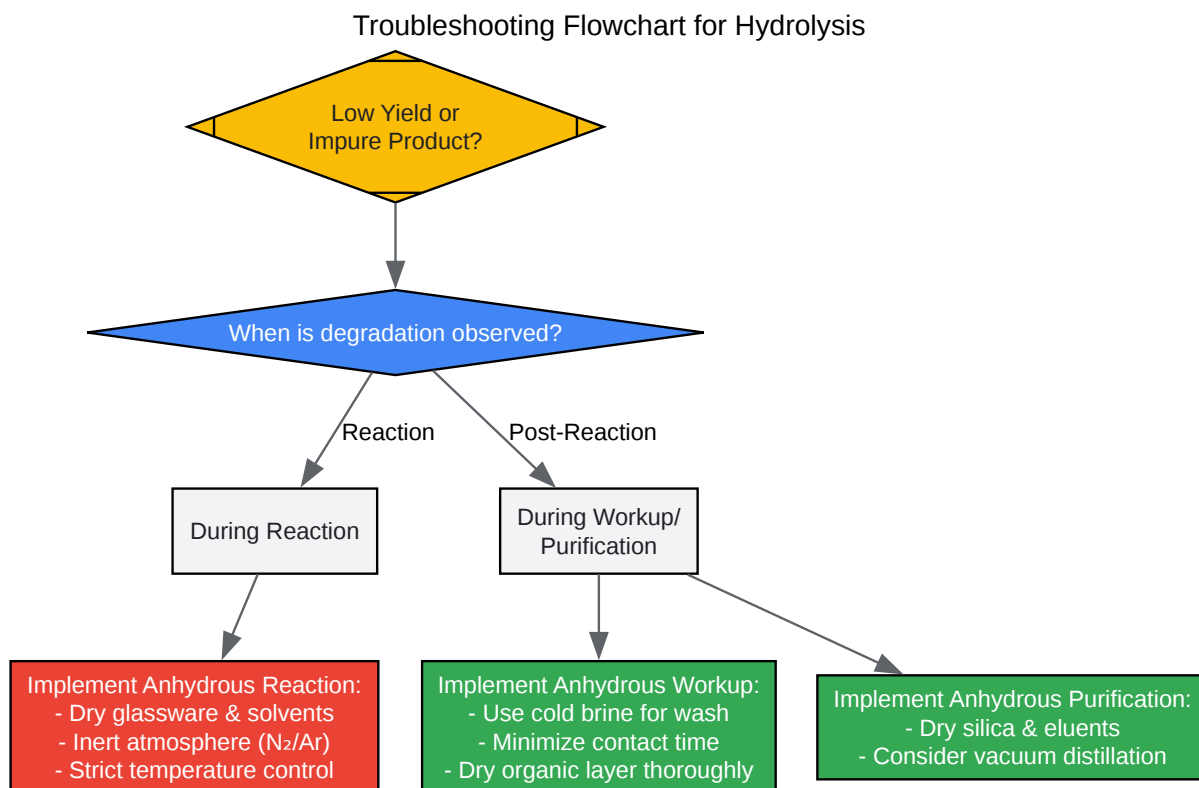 Troubleshooting Flowchart for Hydrolysis
Low Yield or
Impure Product?
When is degradation observed?
Reaction
Post-Reaction
During Reaction
During Workup/
Purification
Implement Anhydrous Reaction:
- Dry glassware & solvents
- Inert atmosphere (N₂/Ar)
- Strict temperature control
Implement Anhydrous Workup:
- Use cold brine for wash
- Minimize contact time
- Dry organic layer thoroughly
Implement Anhydrous Purification:
- Dry silica & eluents
- Consider vacuum distillation